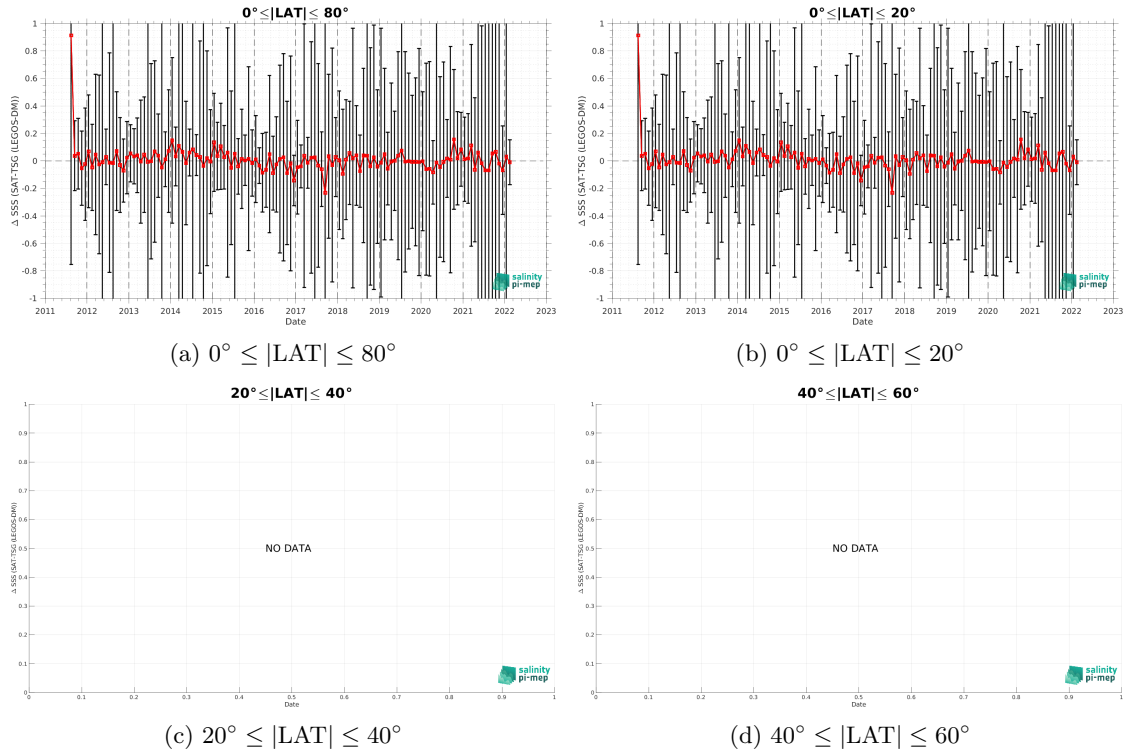 0°≤|LAT|≤ 80°
Δ SSS (SAT-TSG (LEGOS-DM))
1
0.8
0.6
0.4
0.2
0
-0.2
-0.4
-0.6
-0.8
-1
2011 2012 2013 2014 2015 2016 2017 2018 2019 2020 2021 2022 2023
Date
salinity
pi-mep
(a) 0° ≤ |LAT| ≤ 80°
0°≤|LAT|≤ 20°
Δ SSS (SAT-TSG (LEGOS-DM))
1
0.8
0.6
0.4
0.2
0
-0.2
-0.4
-0.6
-0.8
-1
2011 2012 2013 2014 2015 2016 2017 2018 2019 2020 2021 2022 2023
Date
salinity
pi-mep
(b) 0° ≤ |LAT| ≤ 20°
20°≤|LAT|≤ 40°
Δ SSS (SAT-TSG (LEGOS-DM))
1
0.9
0.8
0.7
0.6
0.5
0.4
0.3
0.2
0.1
0
NO DATA
0 0.1 0.2 0.3 0.4 0.5 0.6 0.7 0.8 0.9 1
Date
salinity
pi-mep
(c) 20° ≤ |LAT| ≤ 40°
40°≤|LAT|≤ 60°
Δ SSS (SAT-TSG (LEGOS-DM))
1
0.9
0.8
0.7
0.6
0.5
0.4
0.3
0.2
0.1
0
NO DATA
0 0.1 0.2 0.3 0.4 0.5 0.6 0.7 0.8 0.9 1
Date
salinity
pi-mep
(d) 40° ≤ |LAT| ≤ 60°